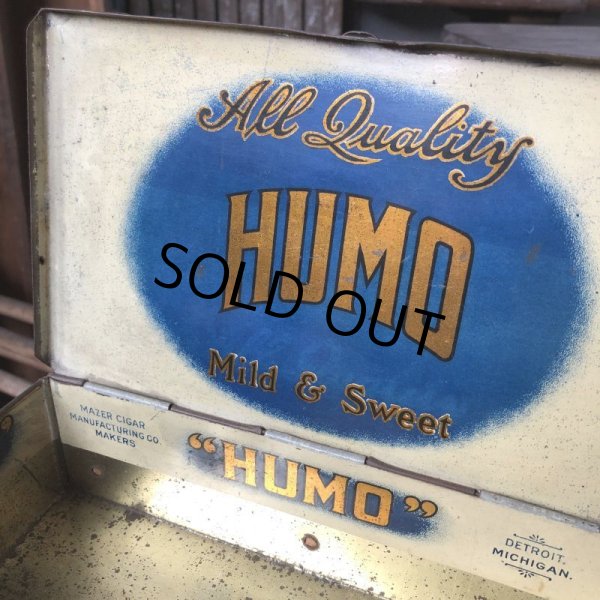 All Quality
HUMO
SOLD OUT
Mild & Sweet
MAZER CIGAR
MANUFACTURING CO.
MAKERS
"HUMO"
DETROIT,
MICHIGAN.